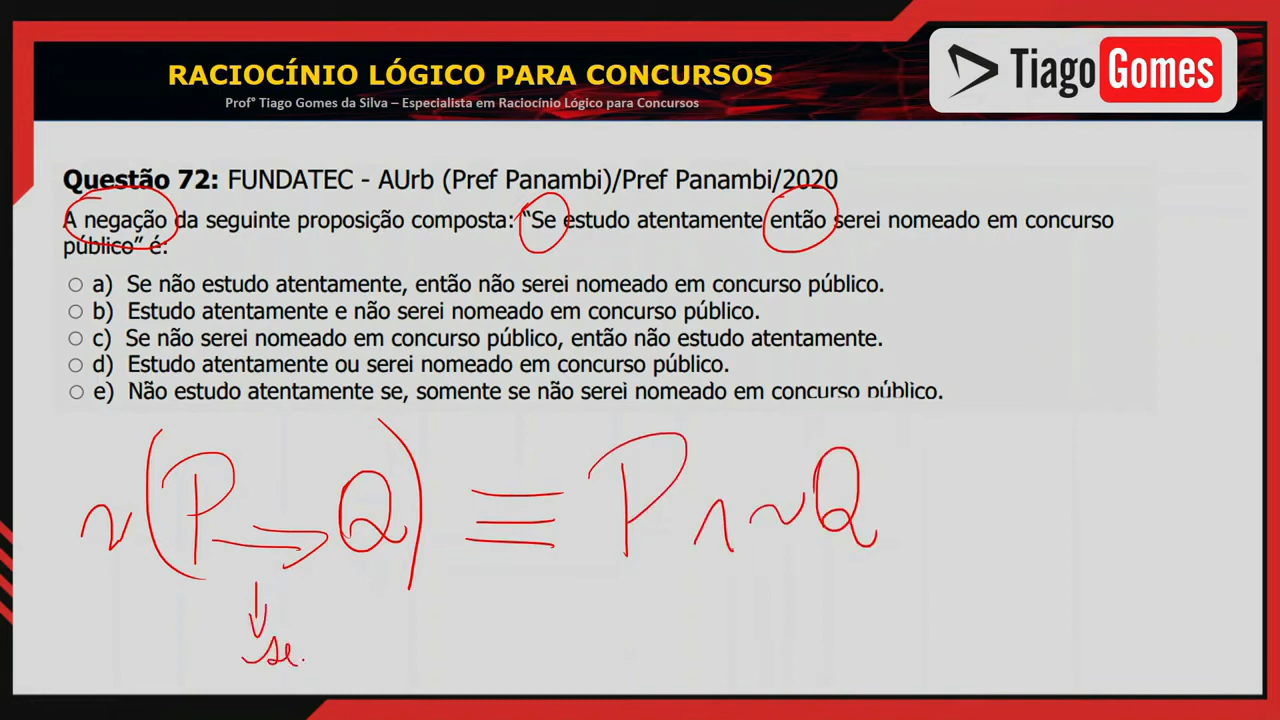 RACIOCÍNIO LÓGICO PARA CONCURSOS
Prof° Tiago Gomes da Silva – Especialista em Raciocínio Lógico para Concursos
Tiago Gomes
Questão 72: FUNDATEC - AUrb (Pref Panambi)/Pref Panambi/2020
A negação da seguinte proposição composta: “Se estudo atentamente então serei nomeado em concurso
público” é:
a) Se não estudo atentamente, então não serei nomeado em concurso público.
b) Estudo atentamente e não serei nomeado em concurso público.
c) Se não serei nomeado em concurso público, então não estudo atentamente.
d) Estudo atentamente ou serei nomeado em concurso público.
e) Não estudo atentamente se, somente se não serei nomeado em concurso público.
~(P → Q) ≡ P ∧ ~Q
↓
se.